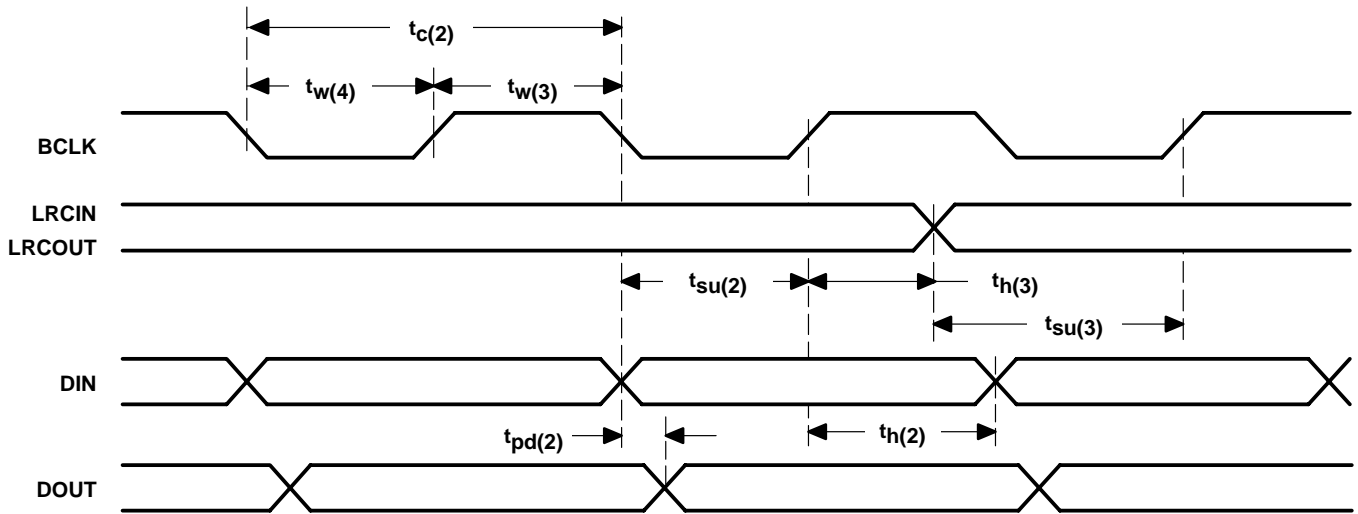 tc(2)
tw(4)
tw(3)
BCLK
LRCIN
LRCOUT
tsu(2)
th(3)
tsu(3)
DIN
tpd(2)
th(2)
DOUT